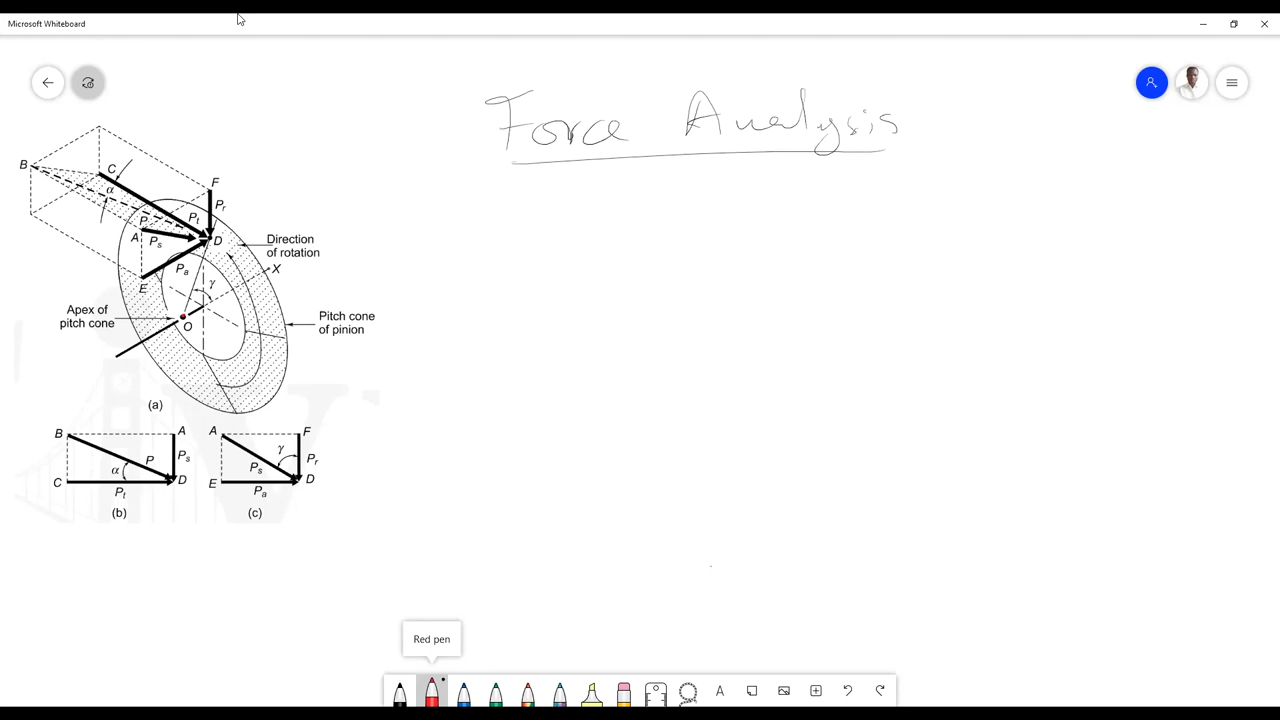 Microsoft Whiteboard
Force Analysis
B
C
α
F
P
Pt
Pr
A
Ps
D
Direction
of rotation
Pa
X
E
γ
Apex of
pitch cone
O
Pitch cone
of pinion
(a)
B A A F
P Ps γ Pr
α Ps
C D E D
Pt Pa
(b) (c)
Red pen
A